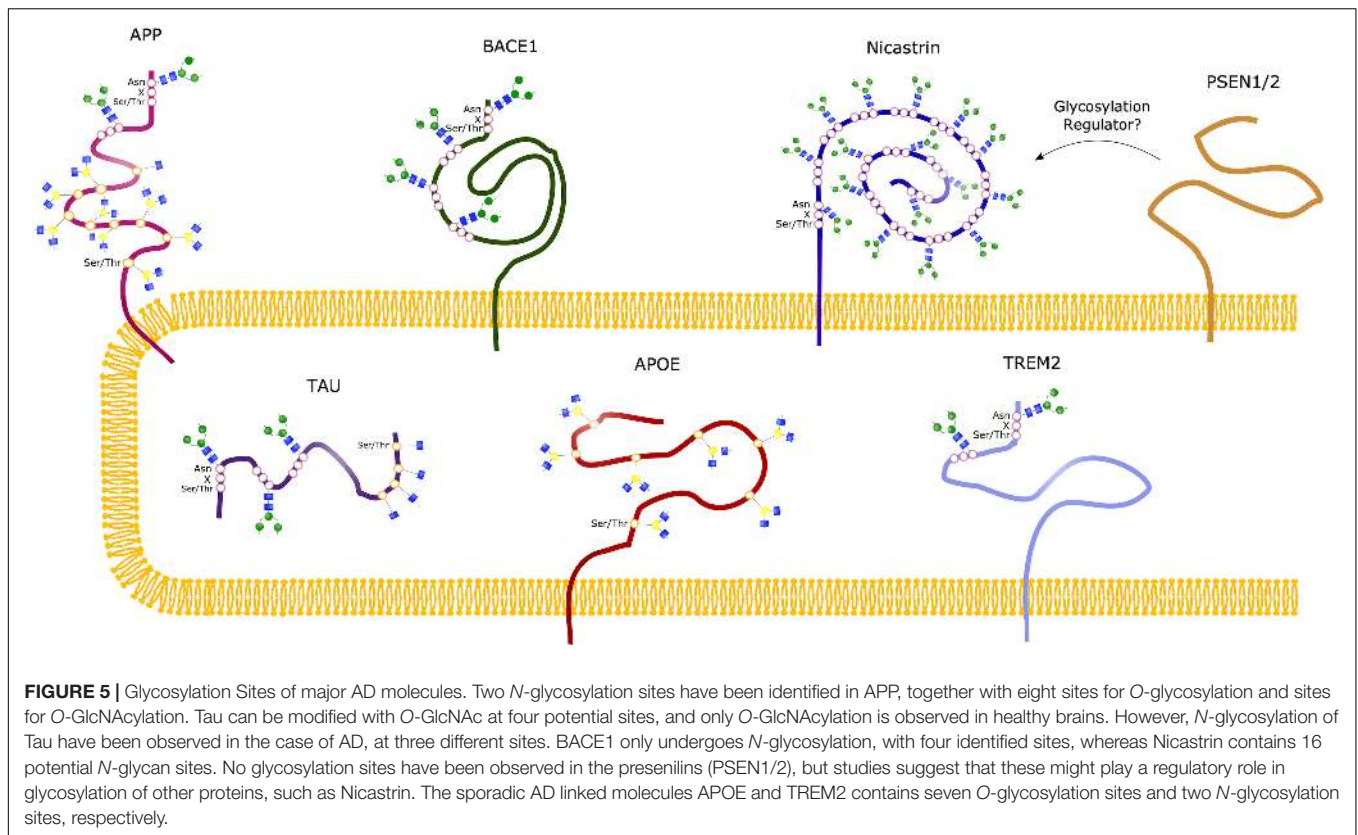 APP
BACE1
Nicastrin
PSEN1/2
Asn
X
Ser/Thr
Ser/Thr
Asn
X
Ser/Thr
Asn
X
Ser/Thr
Glycosylation
Regulator?
TAU
APOE
TREM2
Asn
X
Ser/Thr
Ser/Thr
Ser/Thr
Asn
X
Ser/Thr
FIGURE 5 | Glycosylation Sites of major AD molecules. Two N-glycosylation sites have been identified in APP, together with eight sites for O-glycosylation and sites
for O-GlcNAcylation. Tau can be modified with O-GlcNAc at four potential sites, and only O-GlcNAcylation is observed in healthy brains. However, N-glycosylation of
Tau have been observed in the case of AD, at three different sites. BACE1 only undergoes N-glycosylation, with four identified sites, whereas Nicastrin contains 16
potential N-glycan sites. No glycosylation sites have been observed in the presenilins (PSEN1/2), but studies suggest that these might play a regulatory role in
glycosylation of other proteins, such as Nicastrin. The sporadic AD linked molecules APOE and TREM2 contains seven O-glycosylation sites and two N-glycosylation
sites, respectively.